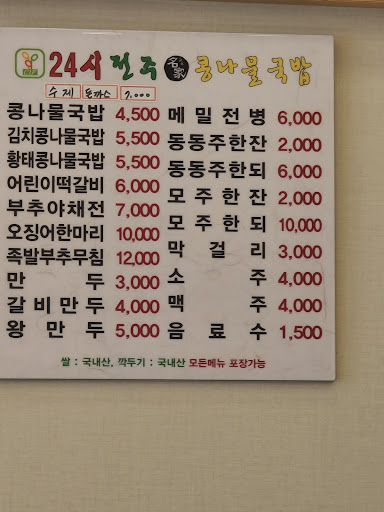 24시 전주 名家 콩나물국밥
수제 돈까스 7.000
콩나물국밥 4,500
김치콩나물국밥 5,500
황태콩나물국밥 5,500
어린이떡갈비 6,000
부추야채전 7,000
오징어한마리 10,000
족발부추무침 12,000
만두 3,000
갈비만두 4,000
왕만두 5,000
메밀전병 6,000
동동주한잔 2,000
동동주한되 6,000
모주한잔 2,000
모주한되 10,000
막걸리 3,000
소주 4,000
맥주 4,000
음료수 1,500
쌀 : 국내산, 깍두기 : 국내산 모든메뉴 포장가능